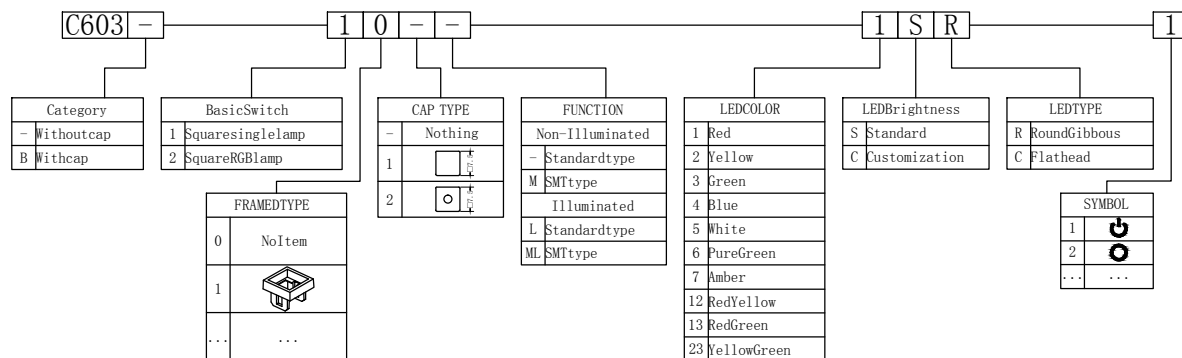 C603 - 1 0 - - 1 S R 1
Category
- Withoutcap
B Withcap
BasicSwitch
1 Squaresinglelamp
2 SquareRGBlamp
FRAMEDTYPE
0 NoItem
1
... ...
CAP TYPE
- Nothing
1
2
FUNCTION
Non-Illuminated
- Standardtype
M SMTtype
Illuminated
L Standardtype
ML SMTtype
LEDCOLOR
1 Red
2 Yellow
3 Green
4 Blue
5 White
6 PureGreen
7 Amber
12 RedYellow
13 RedGreen
23 YellowGreen
LEDBrightness
S Standard
C Customization
LEDTYPE
R RoundGibbous
C Flathead
SYMBOL
1
2
... ...